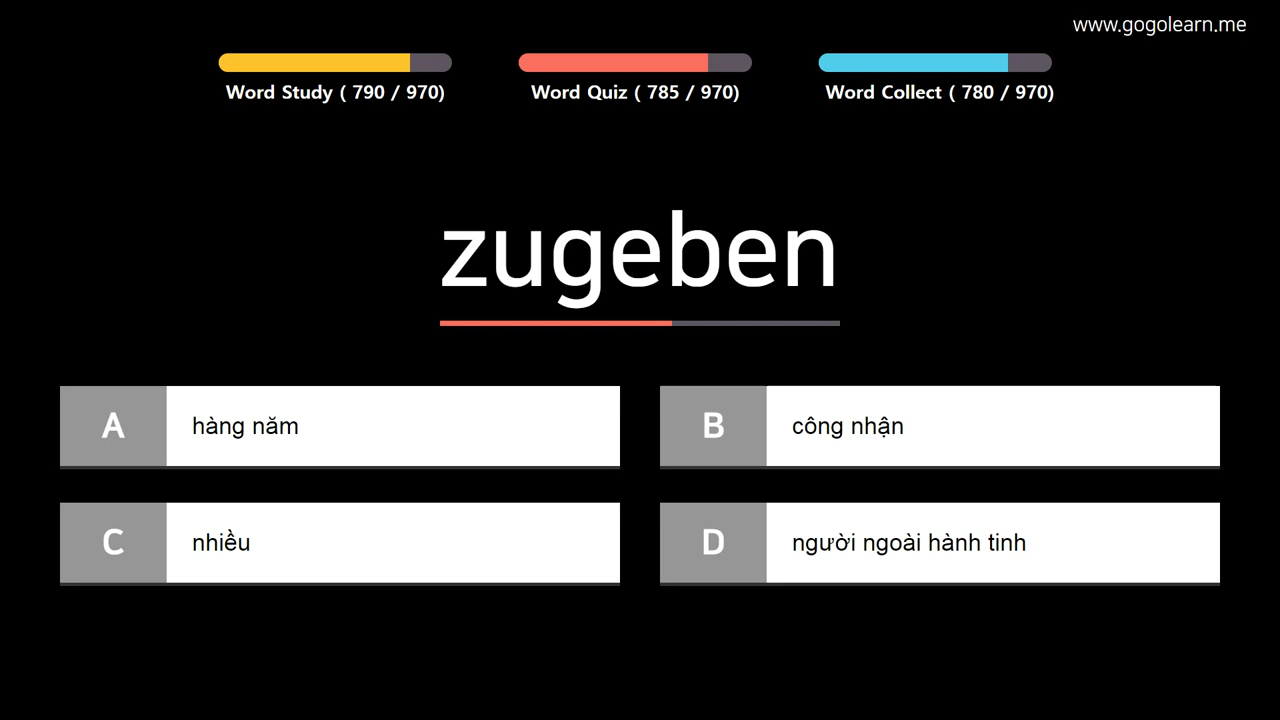 www.gogolearn.me
Word Study ( 790 / 970)
Word Quiz ( 785 / 970)
Word Collect ( 780 / 970)
zugeben
A
hàng năm
B
công nhận
C
nhiều
D
người ngoài hành tinh